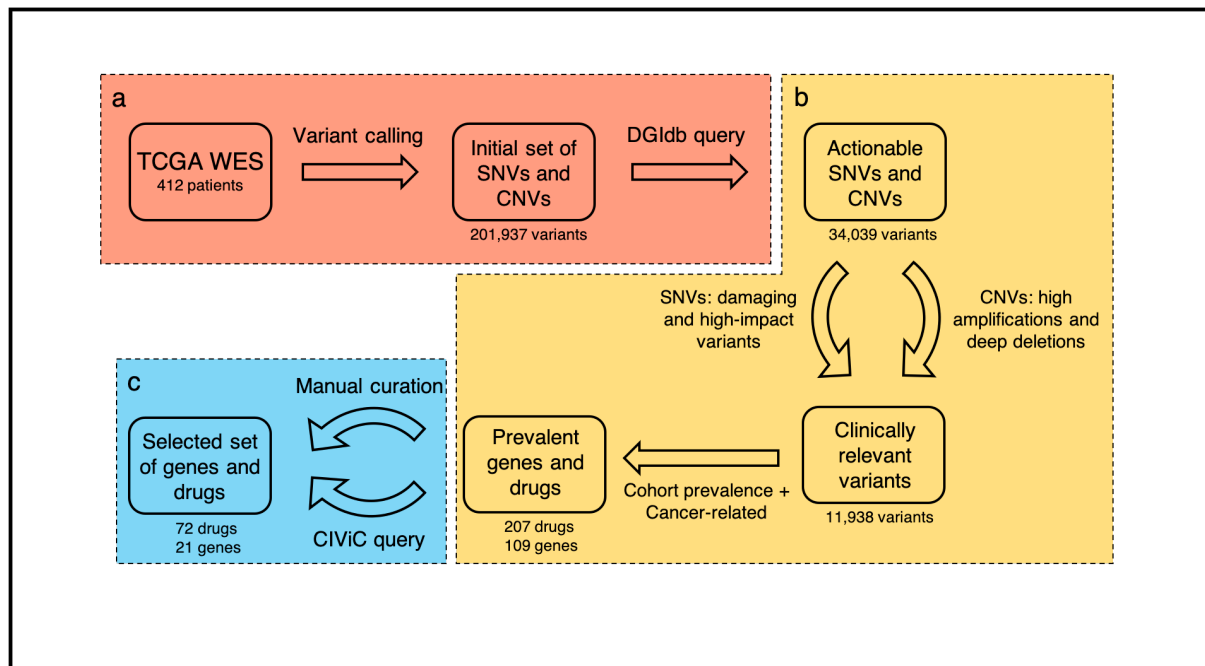 a
TCGA WES
412 patients
Variant calling
Initial set of
SNVs and
CNVs
201,937 variants
DGIdb query
b
Actionable
SNVs and
CNVs
34,039 variants
SNVs: damaging
and high-impact
variants
CNVs: high
amplifications and
deep deletions
Clinically
relevant
variants
11,938 variants
Cohort prevalence +
Cancer-related
Prevalent
genes and
drugs
207 drugs
109 genes
c
Manual curation
CIViC query
Selected set
of genes and
drugs
72 drugs
21 genes